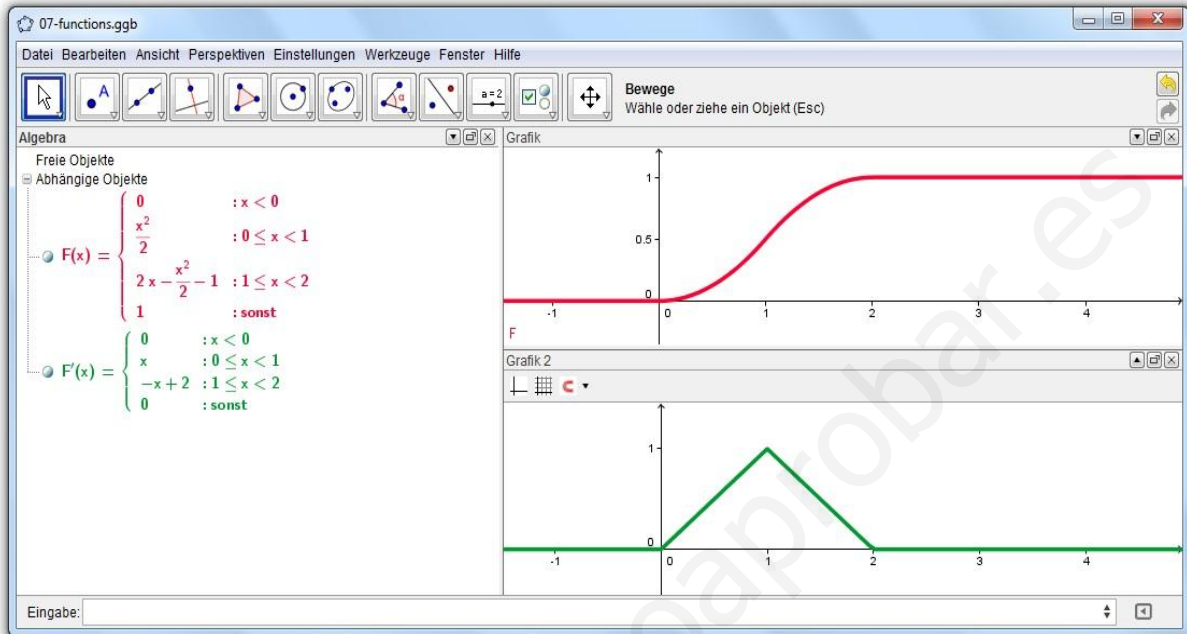 07-functions.ggb
Datei Bearbeiten Ansicht Perspektiven Einstellungen Werkzeuge Fenster Hilfe
A
α
a=2
Bewege
Wähle oder ziehe ein Objekt (Esc)
Algebra
Freie Objekte
Abhängige Objekte
F(x) =
0 : x < 0
x²/2 : 0 ≤ x < 1
2 x − x²/2 − 1 : 1 ≤ x < 2
1 : sonst
F′(x) =
0 : x < 0
x : 0 ≤ x < 1
−x + 2 : 1 ≤ x < 2
0 : sonst
Grafik
1
0.5
0
-1 0 1 2 3 4
F
Grafik 2
1
0
-1 0 1 2 3 4
Eingabe:
oaprobar.es